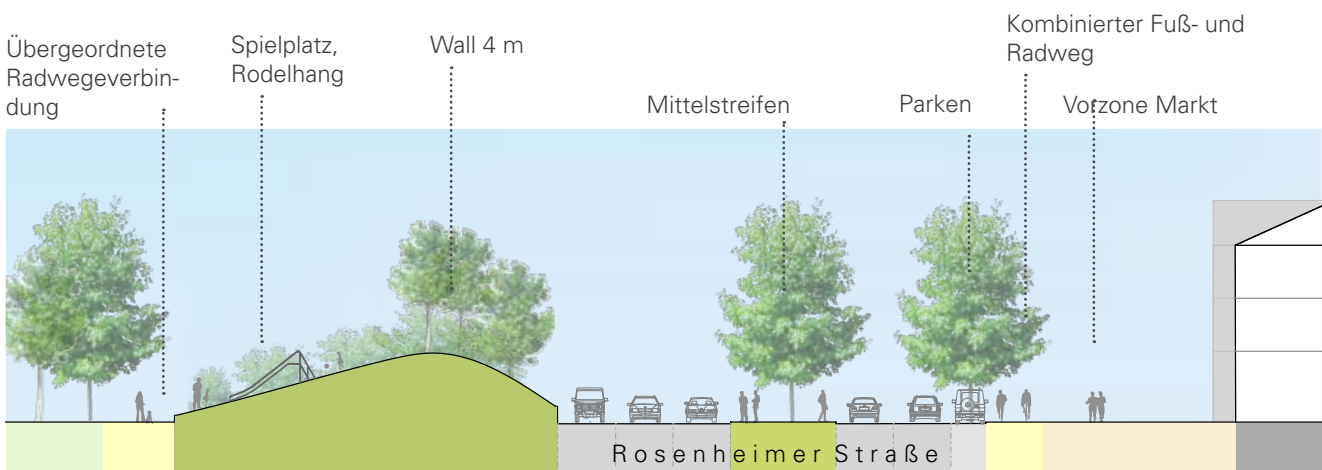 Übergeordnete
Radwegeverbin-
dung
Spielplatz,
Rodelhang
Wall 4 m
Mittelstreifen
Parken
Kombinierter Fuß- und
Radweg
Vorzone Markt
Rosenheimer Straße